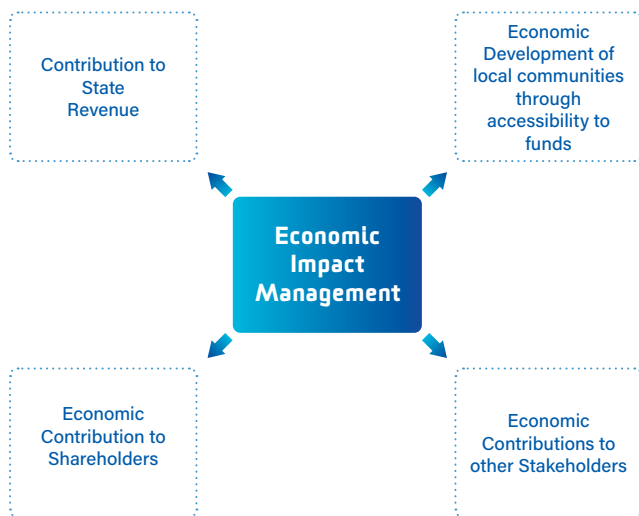 Contribution to
State
Revenue
Economic
Development of
local communities
through
accessibility to
funds
Economic
Impact
Management
Economic
Contribution to
Shareholders
Economic
Contributions to
other Stakeholders